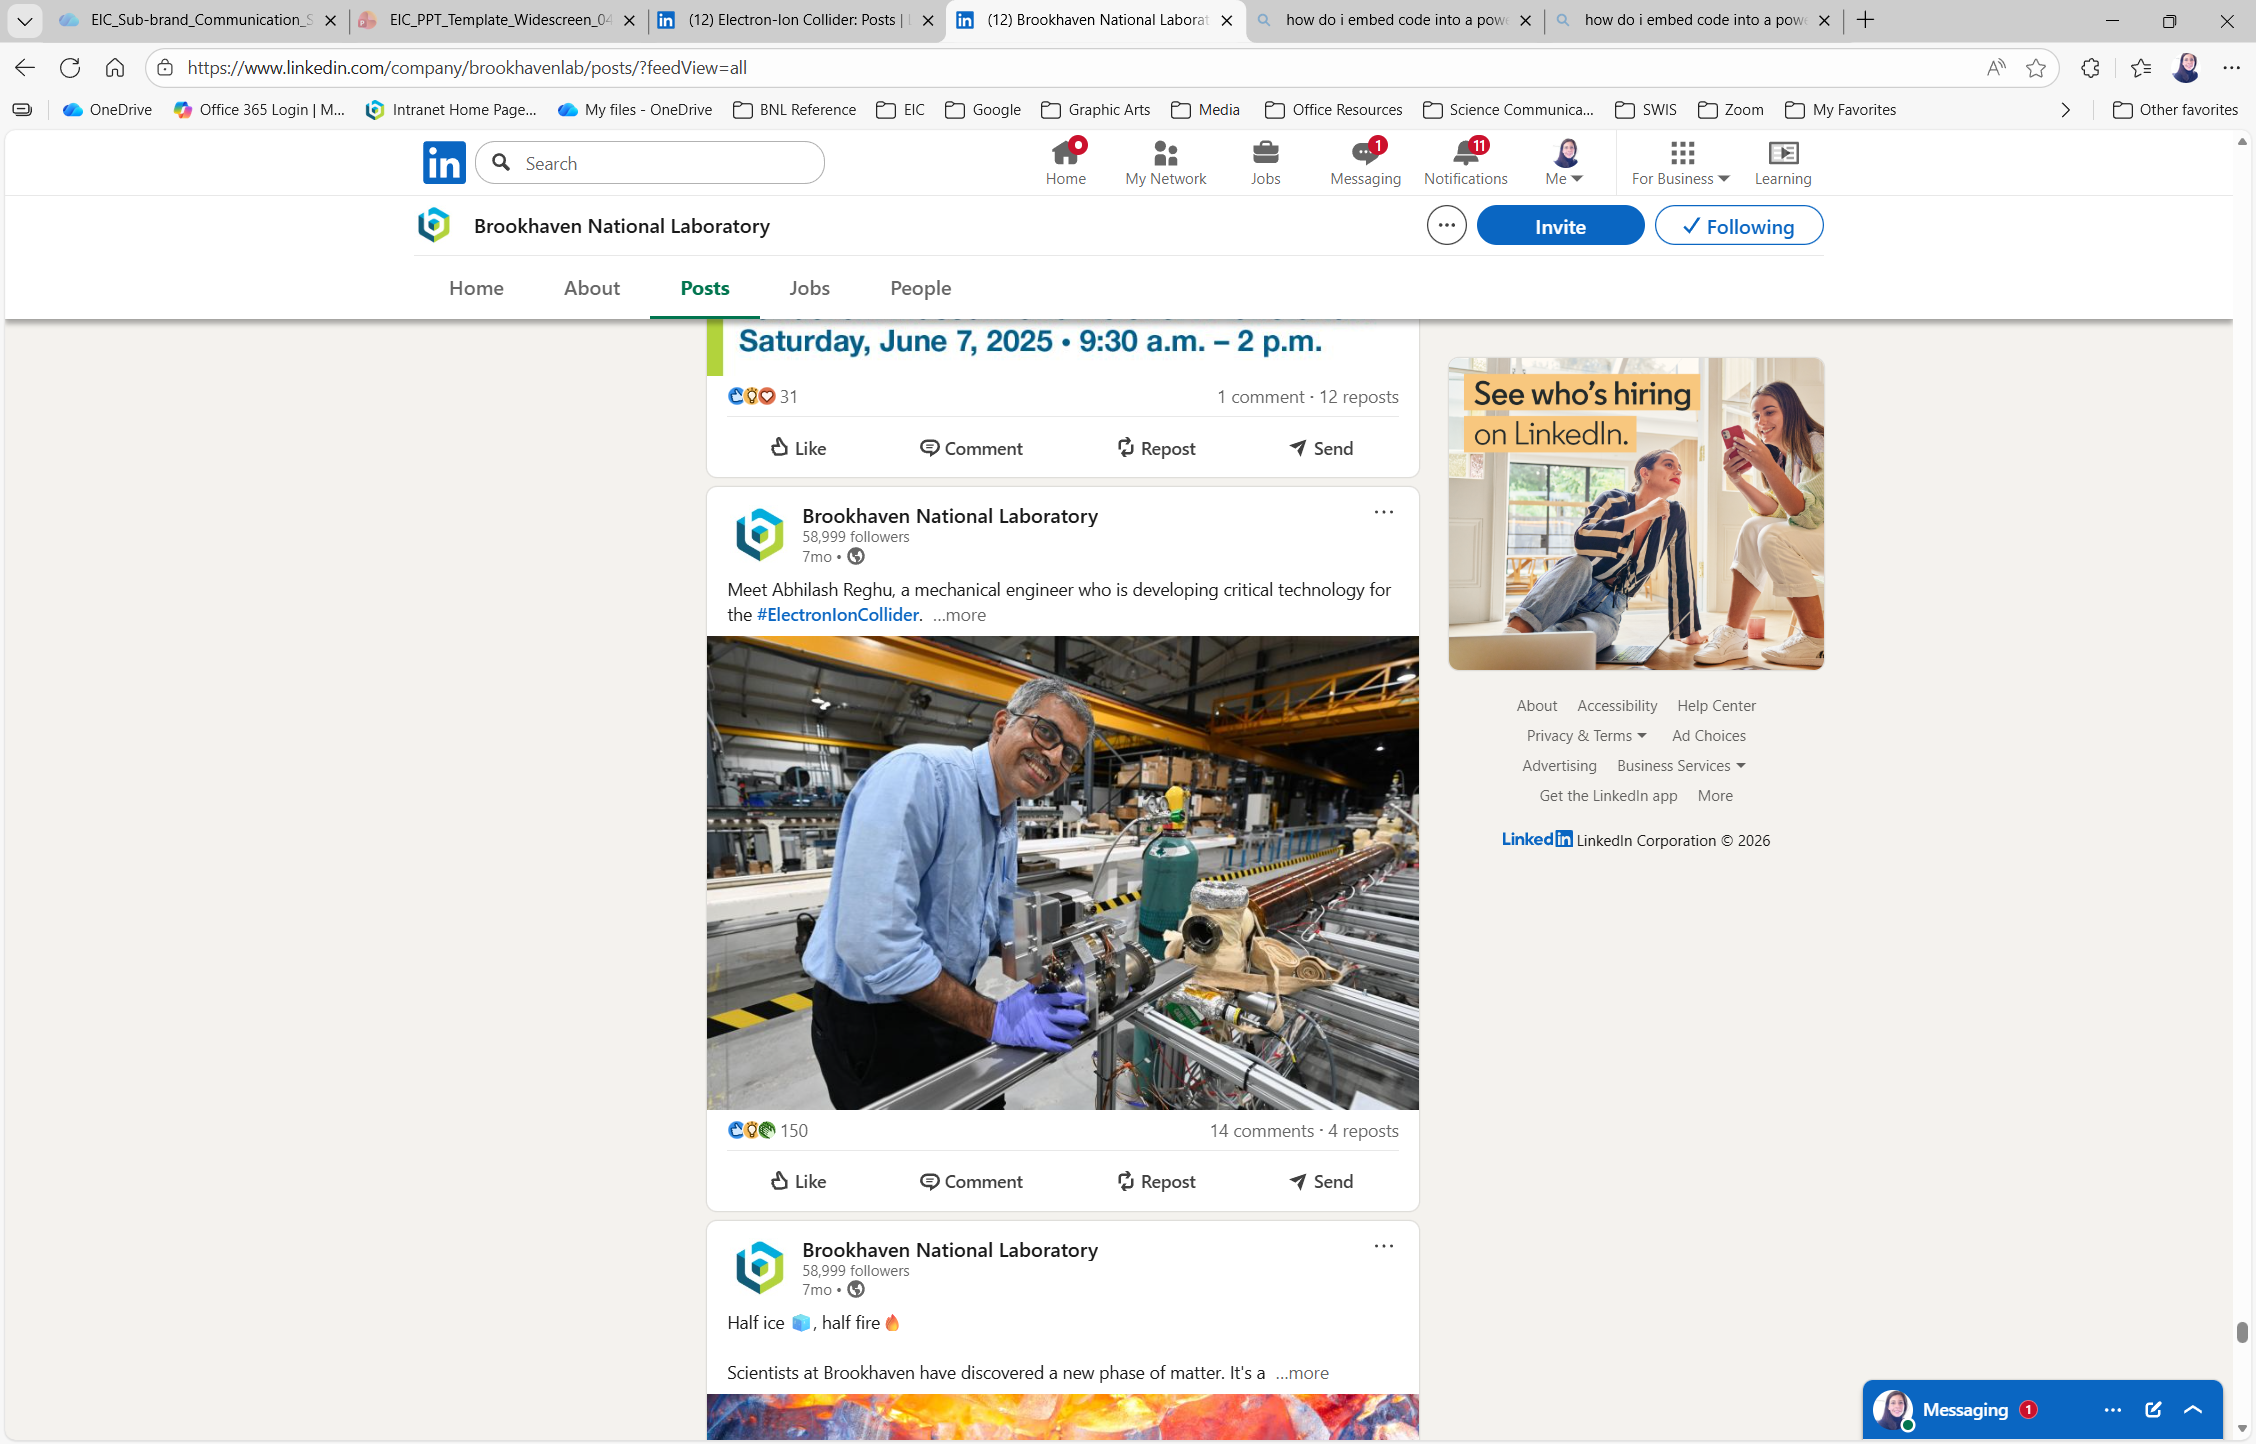 EIC_Sub-brand_Communication_S
EIC_PPT_Template_Widescreen_04
(12) Electron-Ion Collider: Posts |
(12) Brookhaven National Laborat
how do i embed code into a pow
how do i embed code into a pow
https://www.linkedin.com/company/brookhavenlab/posts/?feedView=all
OneDrive
Office 365 Login | M...
Intranet Home Page...
My files - OneDrive
BNL Reference
EIC
Google
Graphic Arts
Media
Office Resources
Science Communica...
SWIS
Zoom
My Favorites
Other favorites
in
Search
Home
My Network
Jobs
1
Messaging
11
Notifications
Me
For Business
Learning
Brookhaven National Laboratory
Invite
Following
Home
About
Posts
Jobs
People
Saturday, June 7, 2025 • 9:30 a.m. – 2 p.m.
31
1 comment · 12 reposts
Like
Comment
Repost
Send
Brookhaven National Laboratory
58,999 followers
7mo •
Meet Abhilash Reghu, a mechanical engineer who is developing critical technology for
the #ElectronIonCollider. ...more
150
14 comments · 4 reposts
Like
Comment
Repost
Send
Brookhaven National Laboratory
58,999 followers
7mo •
Half ice 🧊, half fire🔥
Scientists at Brookhaven have discovered a new phase of matter. It's a ...more
See who's hiring
on LinkedIn.
About Accessibility Help Center
Privacy & Terms Ad Choices
Advertising Business Services
Get the LinkedIn app More
LinkedIn LinkedIn Corporation © 2026
Messaging 1